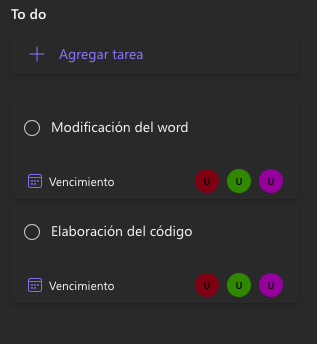 To do
Agregar tarea
Modificación del word
Vencimiento U U U
Elaboración del código
Vencimiento U U U